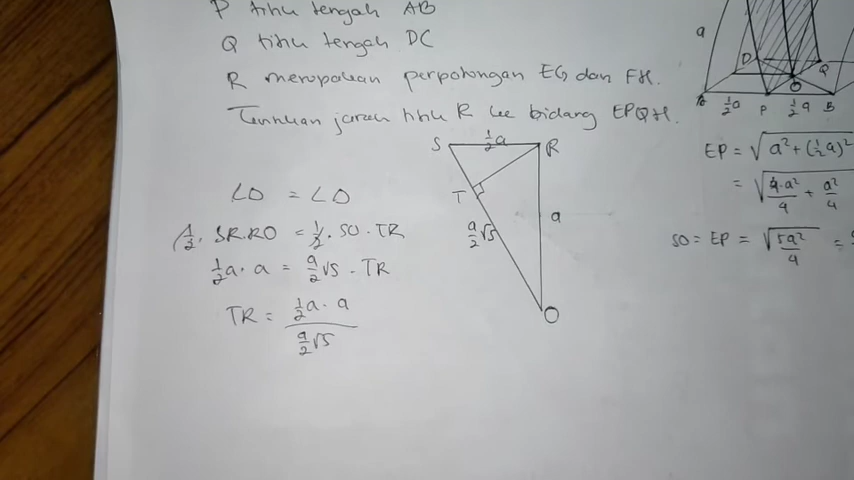 P titik tengah AB
Q titik tengah DC
R merupakan perpotongan EG dan FH.
Tentukan jarak titik R ke bidang EPQH.
a
D
Q
O
A
½a
P
½a
B
S
½a
R
T
a
a/2 √5
O
EP = √(a² + (½a)²
= √(4·a²/4 + a²/4
SO = EP = √(5a²/4) =
LΔ = LΔ
½. SR.RO = ½. SO. TR
½a. a = a/2 √5 - TR
TR = (½a. a)/(a/2 √5)